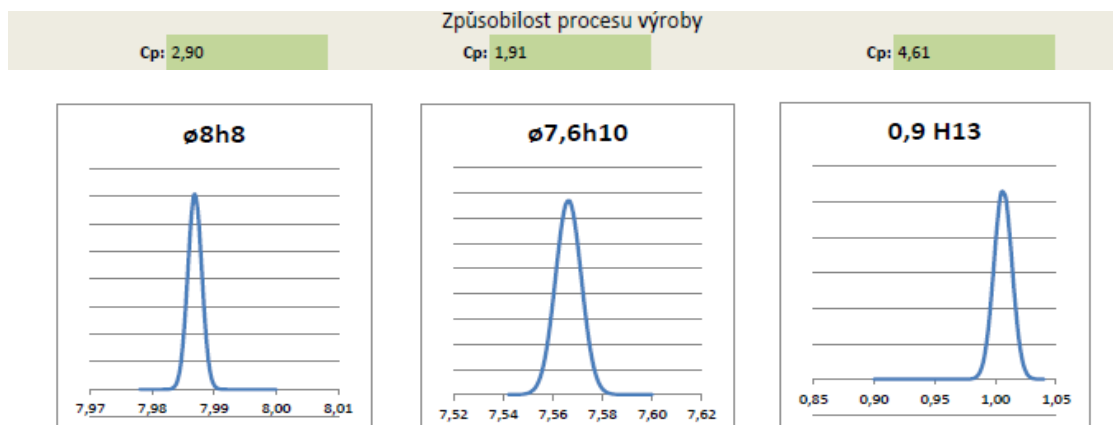 Způsobilost procesu výroby
Cp: 2,90 Cp: 1,91 Cp: 4,61
ø8h8
7,97 7,98 7,99 8,00 8,01
ø7,6h10
7,52 7,54 7,56 7,58 7,60 7,62
0,9 H13
0,85 0,90 0,95 1,00 1,05